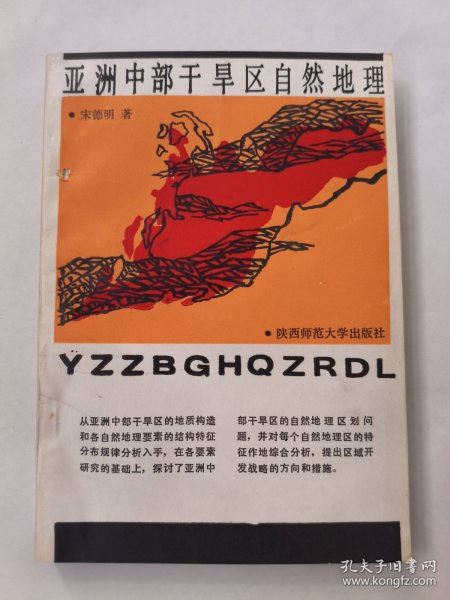 亚洲中部干旱区自然地理
• 宋德明 著
• 陕西师范大学出版社
YZZBGHQZRDL
从亚洲中部干旱区的地质构造
和各自然地理要素的结构特征
分布规律分析入手，在各要素
研究的基础上，探讨了亚洲中
部干旱区的自然地理区划问
题，并对每个自然地理区的特
征作地综合分析，提出区域开
发战略的方向和措施。
孔夫子旧书网
www.kongfz.com